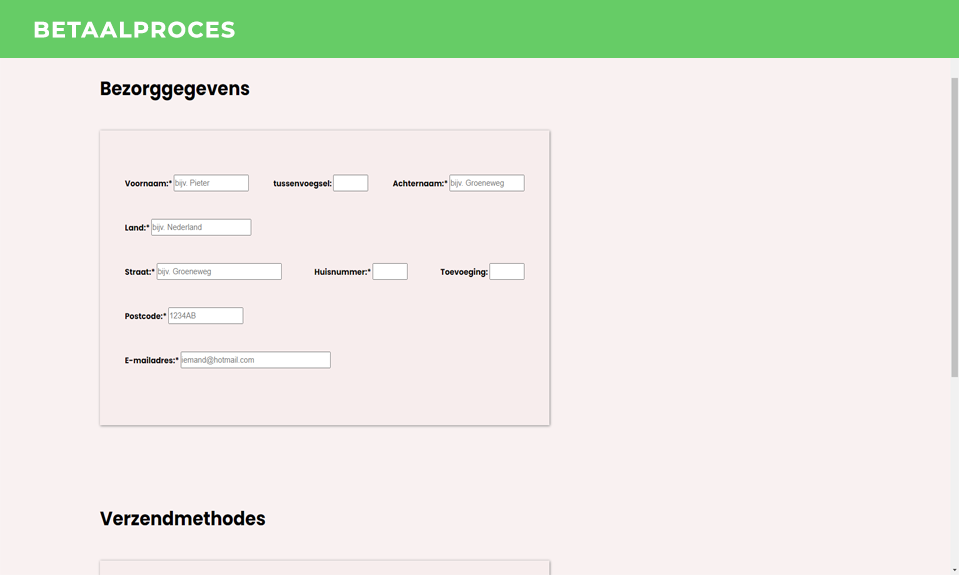 BETAALPROCES
Bezorggegevens
Voornaam:* bijv. Pieter tussenvoegsel: Achternaam:* bijv. Groeneweg
Land:* bijv. Nederland
Straat:* bijv. Groeneweg Huisnummer:* Toevoeging:
Postcode:* 1234AB
E-mailadres:* iemand@hotmail.com
Verzendmethodes